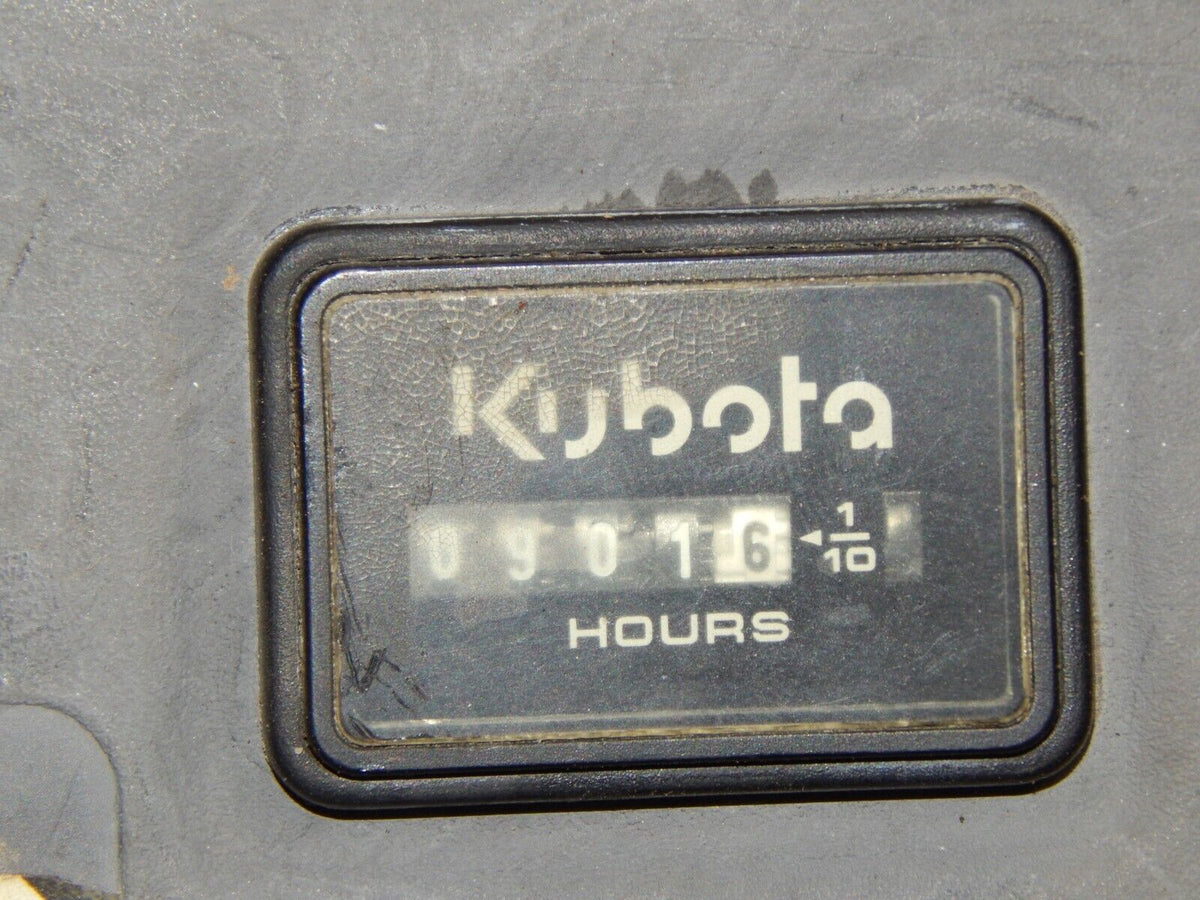 Kubota
09016 ◄ 1/10
HOURS